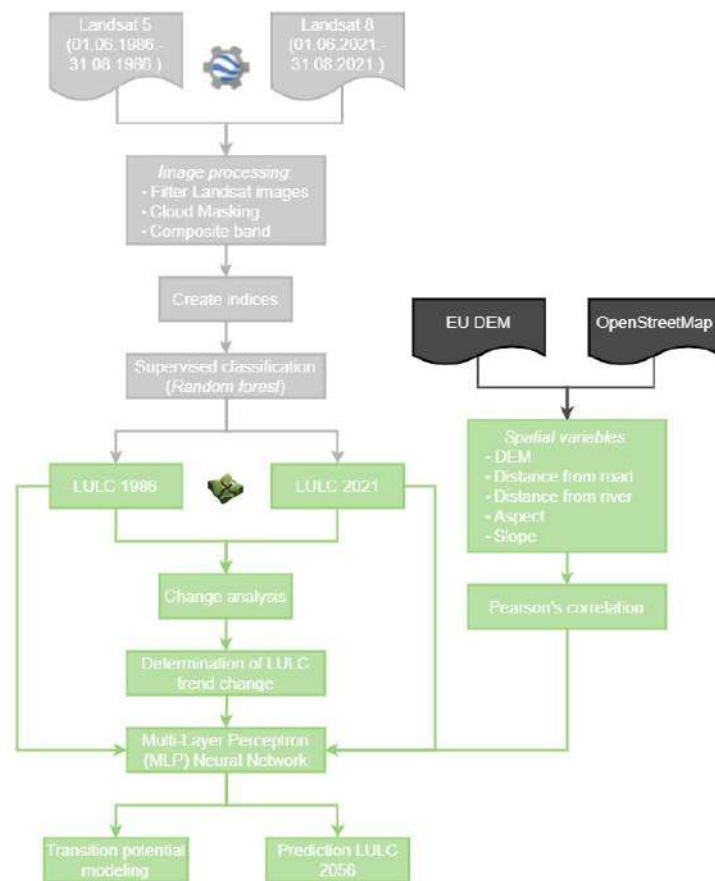 Landsat 5
(01.06.1986.-
31.08.1986.)
Landsat 8
(01.06.2021.-
31.08.2021.)
Image processing:
- Filter Landsat images
- Cloud Masking
- Composite band
Create indices
Supervised classification
(Random forest)
EU DEM
OpenStreetMap
Spatial variables:
- DEM
- Distance from road
- Distance from river
- Aspect
- Slope
LULC 1986
LULC 2021
Change analysis
Pearson's correlation
Determination of LULC
trend change
Multi-Layer Perceptron
(MLP) Neural Network
Transition potential
modeling
Prediction LULC
2056